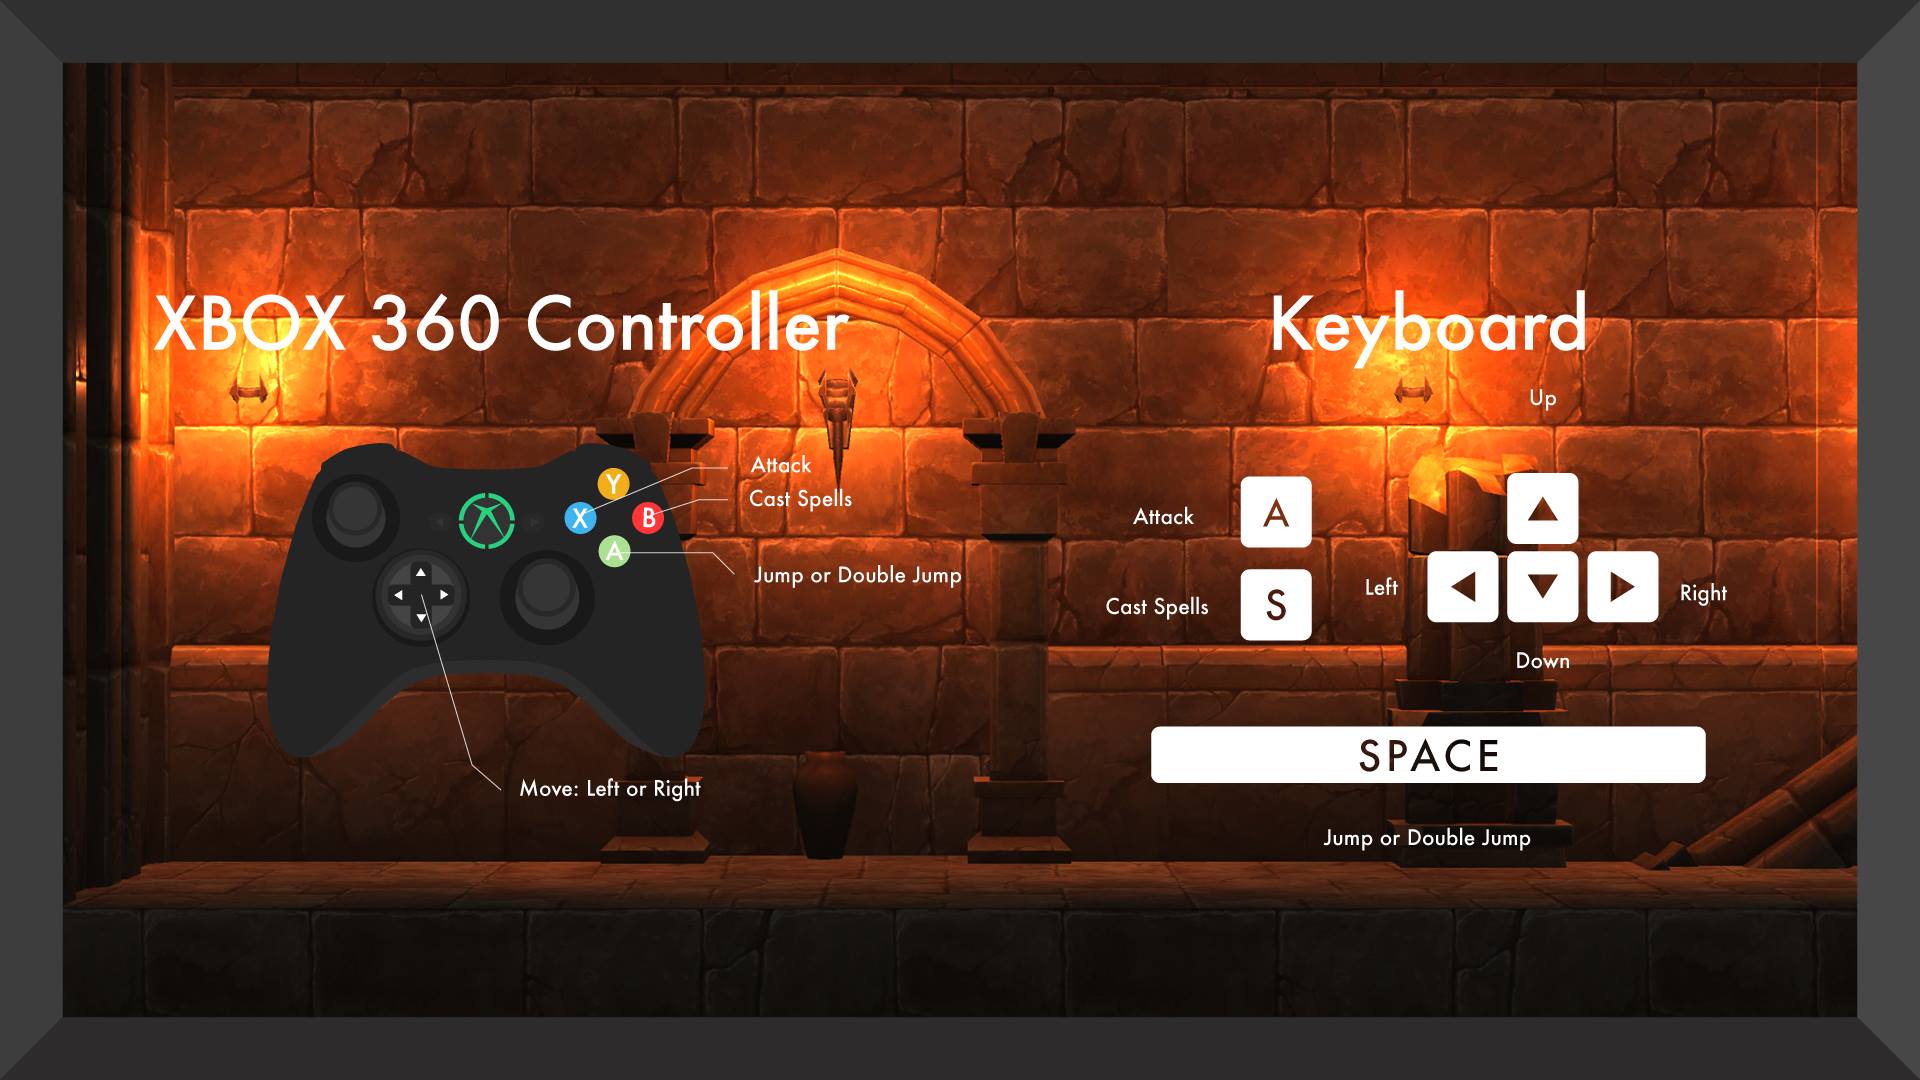 XBOX 360 Controller
Y
X
B
A
Attack
Cast Spells
Jump or Double Jump
Move: Left or Right
Keyboard
Up
Attack
A
Cast Spells
S
Left
Right
Down
SPACE
Jump or Double Jump